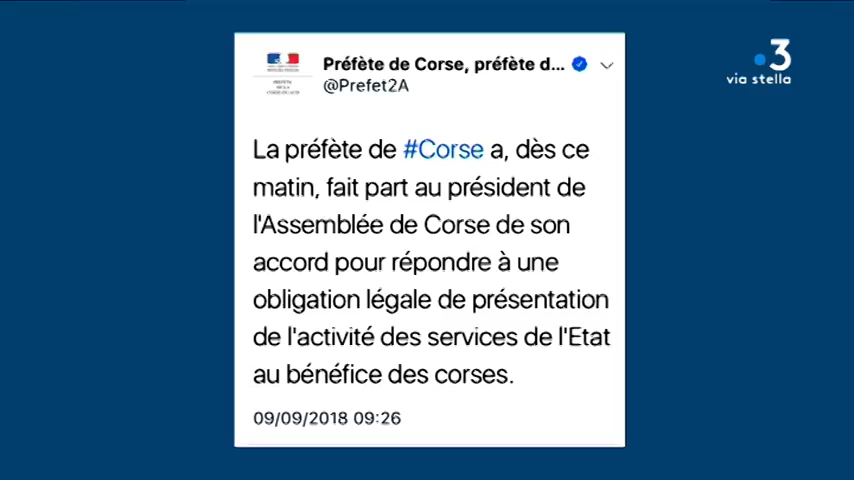 Préfète de Corse, préfète d...
@Prefet2A
3
via stella
La préfète de #Corse a, dès ce
matin, fait part au président de
l'Assemblée de Corse de son
accord pour répondre à une
obligation légale de présentation
de l'activité des services de l'Etat
au bénéfice des corses.
09/09/2018 09:26